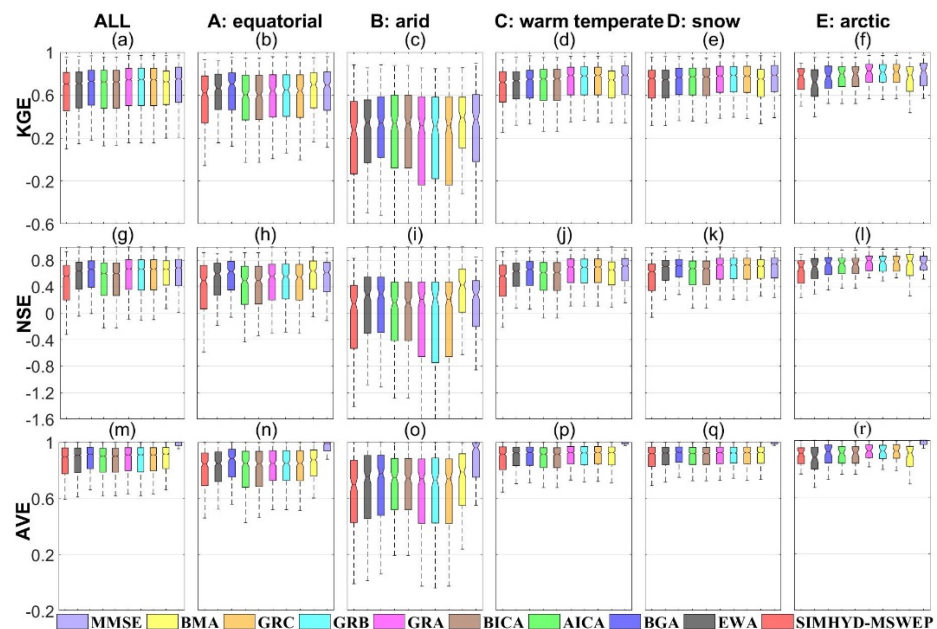 ALL A: equatorial B: arid C: warm temperate D: snow E: arctic
(a) (b) (c) (d) (e) (f)
KGE
1
0.6
0.2
-0.2
-0.6
(g) (h) (i) (j) (k) (l)
NSE
0.8
0.4
0
-0.4
-0.8
-1.2
-1.6
(m) (n) (o) (p) (q) (r)
AVE
1
0.6
0.2
-0.2
MMSE BMA GRC GRB GRA BICA AICA BGA EWA SIMHYD-MSWEP